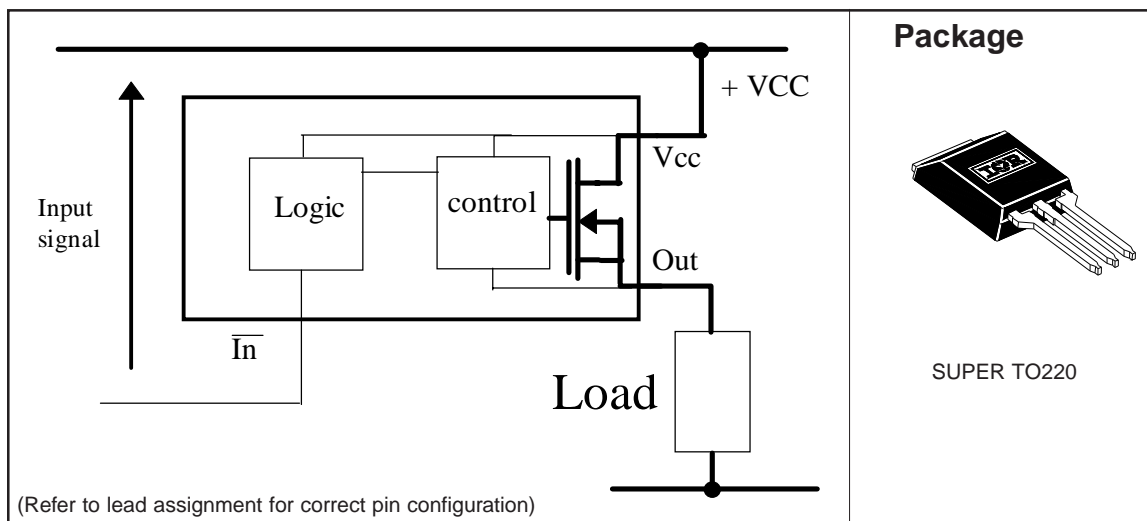 Package
+ VCC
Vcc
Input
signal
Logic
control
Out
In
Load
SUPER TO220
IOR
(Refer to lead assignment for correct pin configuration)